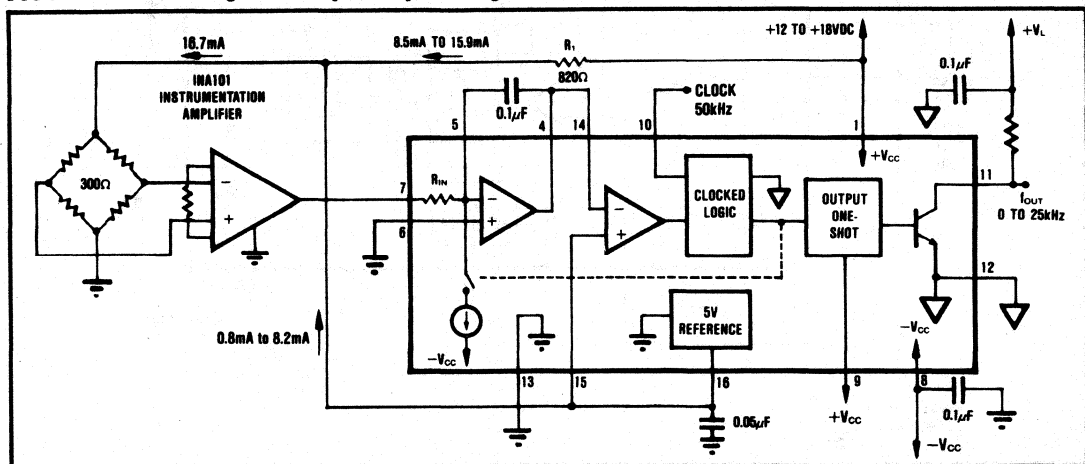 16.7mA
8.5mA TO 15.9mA
R1
820Ω
+12 TO +18VDC
+VL
0.1µF
INA101
INSTRUMENTATION
AMPLIFIER
0.1µF
CLOCK
50kHz
5
4
14
10
1
+VCC
300Ω
−
+
7
RIN
6
−
+
−
+
CLOCKED
LOGIC
OUTPUT
ONE-
SHOT
11
fOUT
0 TO 25kHz
12
5V
REFERENCE
0.8mA to 8.2mA
−VCC
−VCC
13
15
16
9
8
0.05µF
+VCC
0.1µF
−VCC